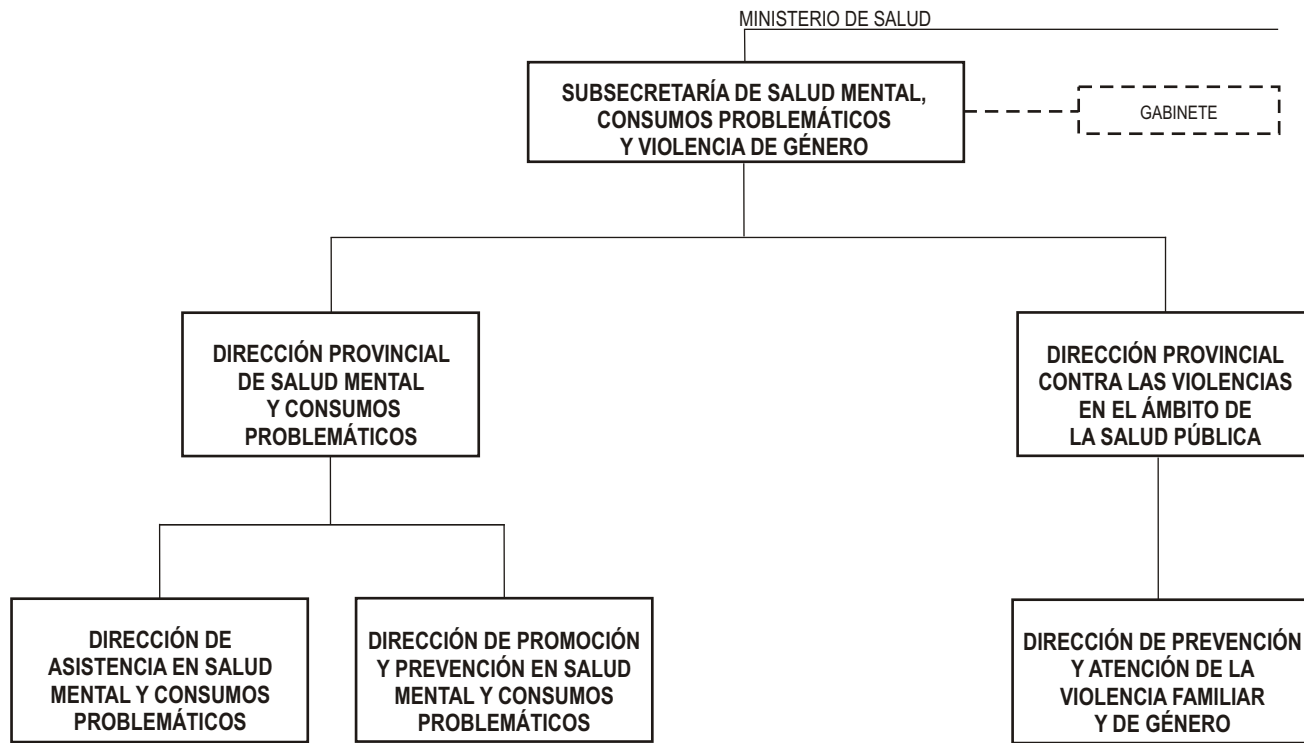 MINISTERIO DE SALUD
SUBSECRETARÍA DE SALUD MENTAL,
CONSUMOS PROBLEMÁTICOS
Y VIOLENCIA DE GÉNERO
GABINETE
DIRECCIÓN PROVINCIAL
DE SALUD MENTAL
Y CONSUMOS
PROBLEMÁTICOS
DIRECCIÓN PROVINCIAL
CONTRA LAS VIOLENCIAS
EN EL ÁMBITO DE
LA SALUD PÚBLICA
DIRECCIÓN DE
ASISTENCIA EN SALUD
MENTAL Y CONSUMOS
PROBLEMÁTICOS
DIRECCIÓN DE PROMOCIÓN
Y PREVENCIÓN EN SALUD
MENTAL Y CONSUMOS
PROBLEMÁTICOS
DIRECCIÓN DE PREVENCIÓN
Y ATENCIÓN DE LA
VIOLENCIA FAMILIAR
Y DE GÉNERO